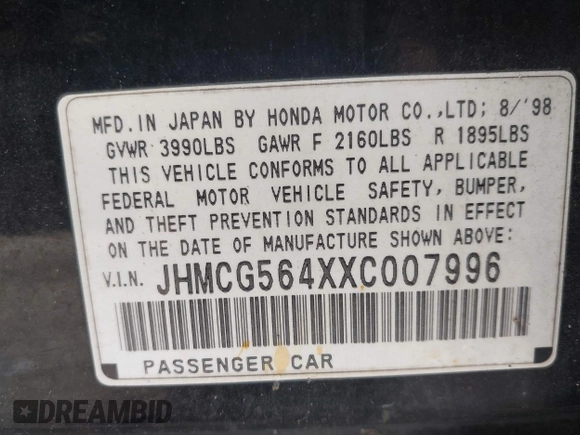 MFD.IN JAPAN BY HONDA MOTOR CO.,LTD; 8/'98
GVWR 3990LBS GAWR F 2160LBS R 1895LBS
THIS VEHICLE CONFORMS TO ALL APPLICABLE
FEDERAL MOTOR VEHICLE SAFETY, BUMPER,
AND THEFT PREVENTION STANDARDS IN EFFECT
ON THE DATE OF MANUFACTURE SHOWN ABOVE:
V.I.N. JHMCG564XXC007996
PASSENGER CAR
DREAMBID